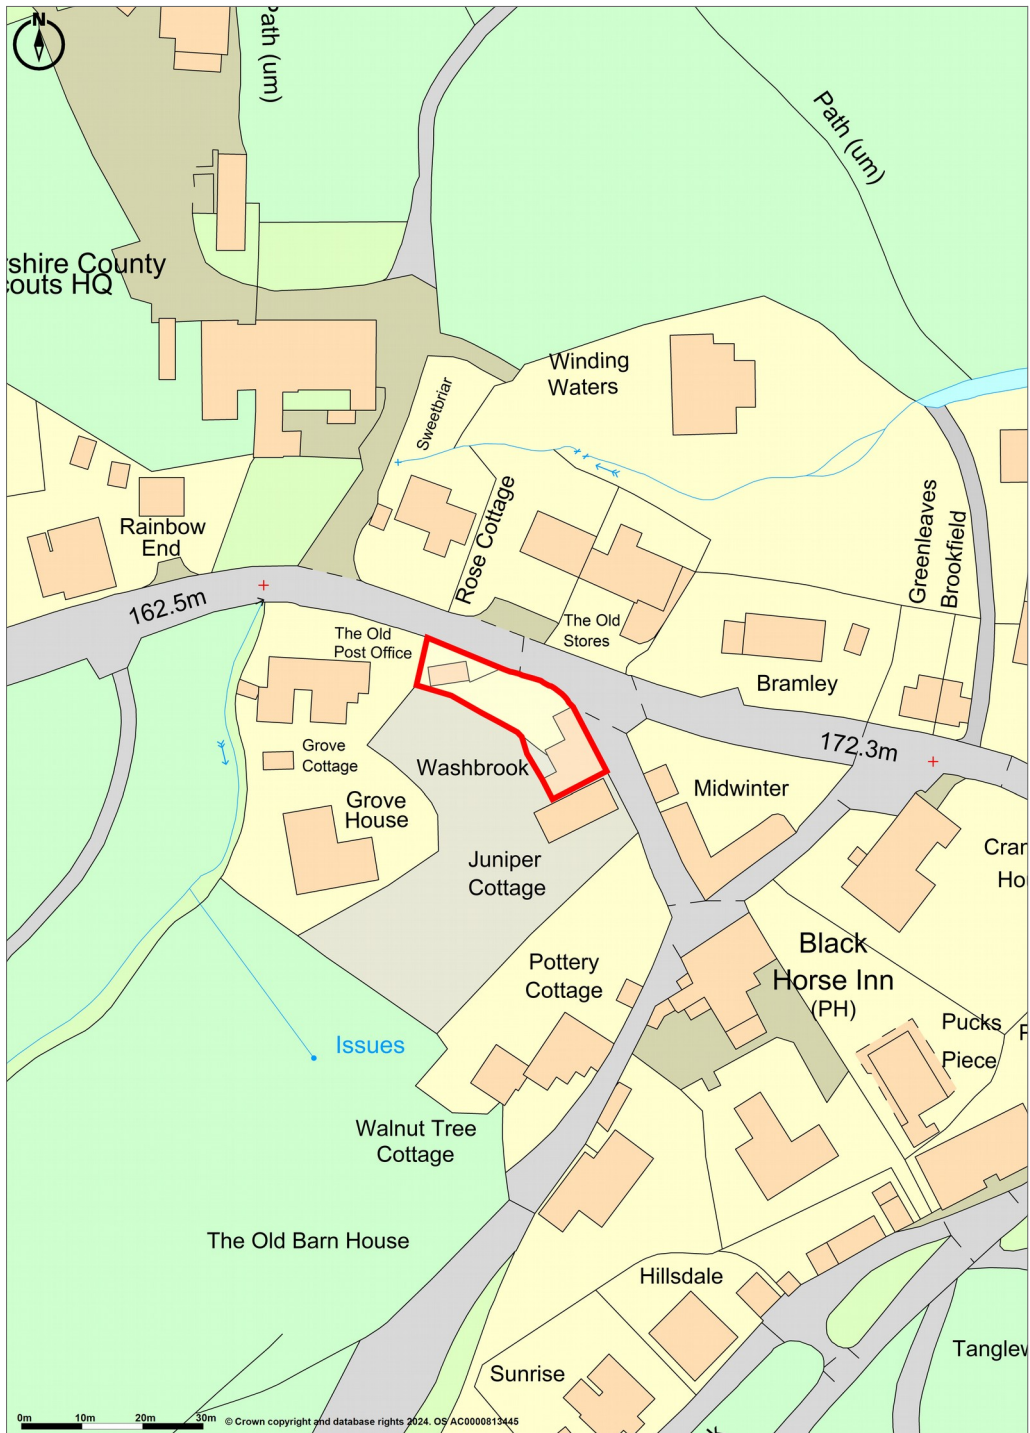 N
Path (um)
Path (um)
rshire County
couts HQ
Winding
Waters
Sweetbriar
Rose Cottage
Greenleaves
Brookfield
Rainbow
End
162.5m
The Old
Post Office
The Old
Stores
Bramley
172.3m
Grove
Cottage
Washbrook
Midwinter
Grove
House
Juniper
Cottage
Cran
Ho
Black
Horse Inn
(PH)
Pottery
Cottage
Pucks
Piece
Issues
Walnut Tree
Cottage
The Old Barn House
Hillsdale
Sunrise
Tanglew
0m 10m 20m 30m
© Crown copyright and database rights 2024. OS AC0000813445